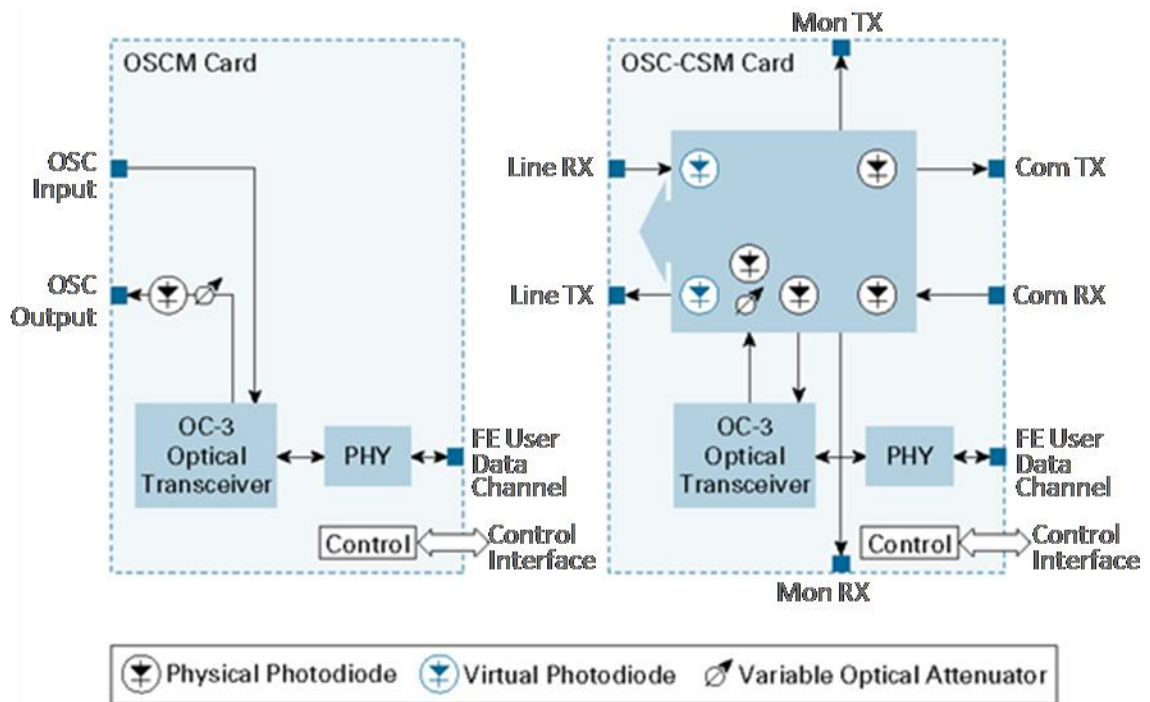 Mon TX
OSCM Card
OSC-CSM Card
OSC
Input
Line RX
Com TX
OSC
Output
Line TX
Com RX
OC-3
Optical
Transceiver
PHY
FE User
Data
Channel
OC-3
Optical
Transceiver
PHY
FE User
Data
Channel
Control
Control
Interface
Control
Control
Interface
Mon RX
Physical Photodiode
Virtual Photodiode
Variable Optical Attenuator